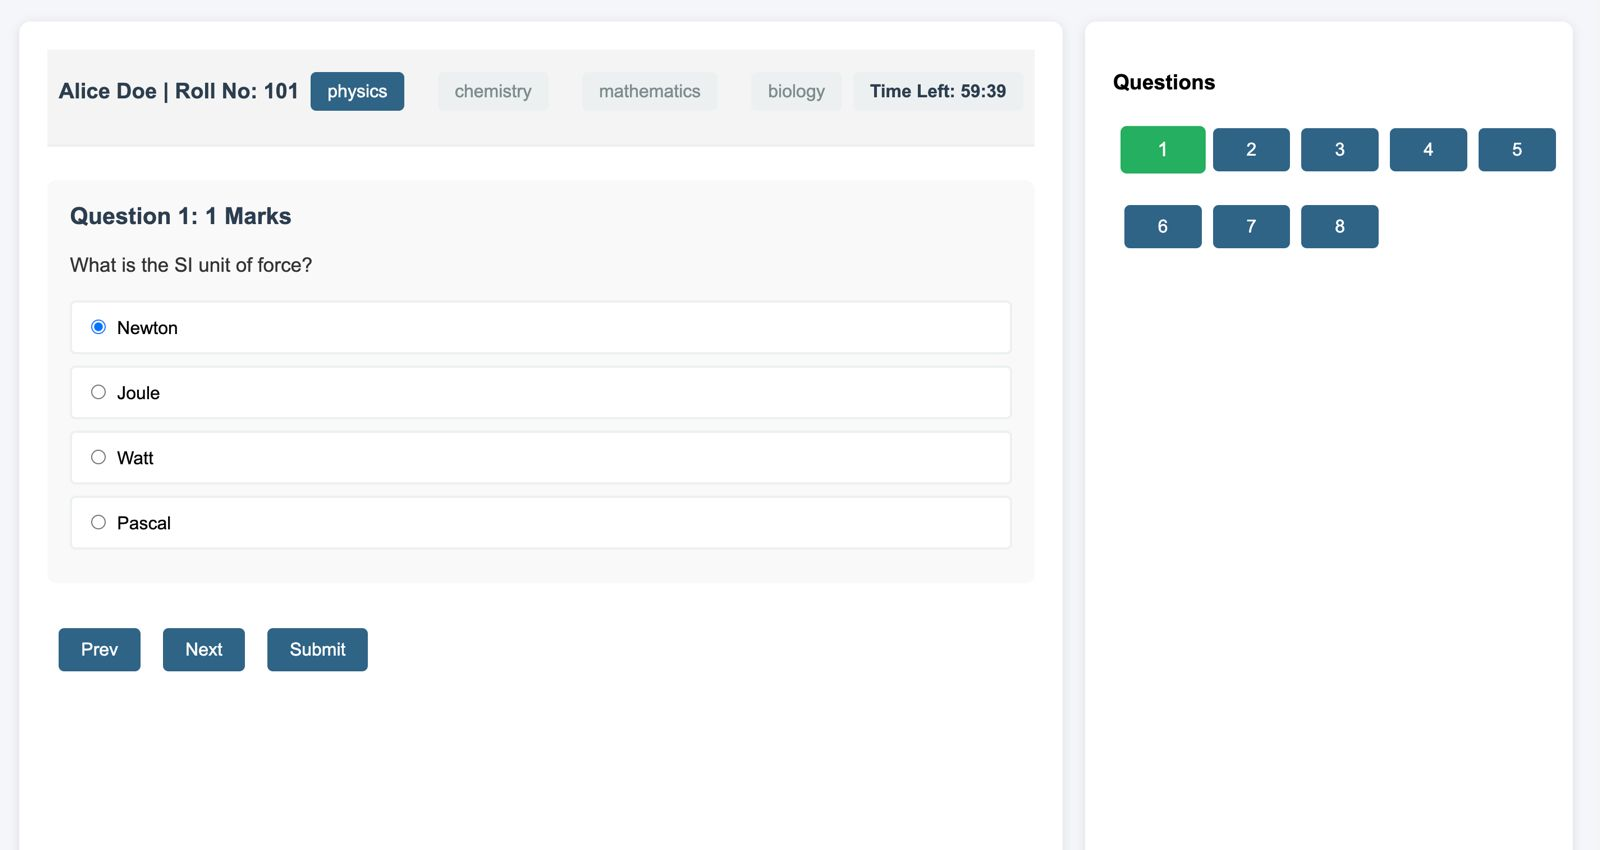 Alice Doe | Roll No: 101 physics chemistry mathematics biology Time Left: 59:39
Question 1: 1 Marks
What is the SI unit of force?
Newton
Joule
Watt
Pascal
Prev Next Submit
Questions
1 2 3 4 5
6 7 8